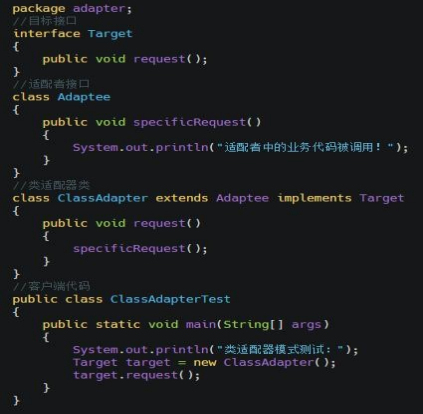 package adapter;
//目标接口
interface Target
{
    public void request();
}
//适配者接口
class Adaptee
{
    public void specificRequest()
    {
        System.out.println("适配者中的业务代码被调用！");
    }
}
//类适配器类
class ClassAdapter extends Adaptee implements Target
{
    public void request()
    {
        specificRequest();
    }
}
//客户端代码
public class ClassAdapterTest
{
    public static void main(String[] args)
    {
        System.out.println("类适配器模式测试：");
        Target target = new ClassAdapter();
        target.request();
    }
}